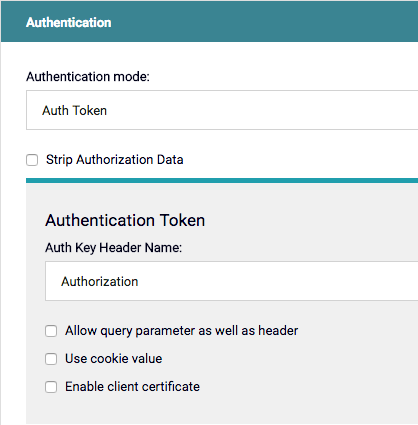 Authentication
Authentication mode:
Auth Token
Strip Authorization Data
Authentication Token
Auth Key Header Name:
Authorization
Allow query parameter as well as header
Use cookie value
Enable client certificate